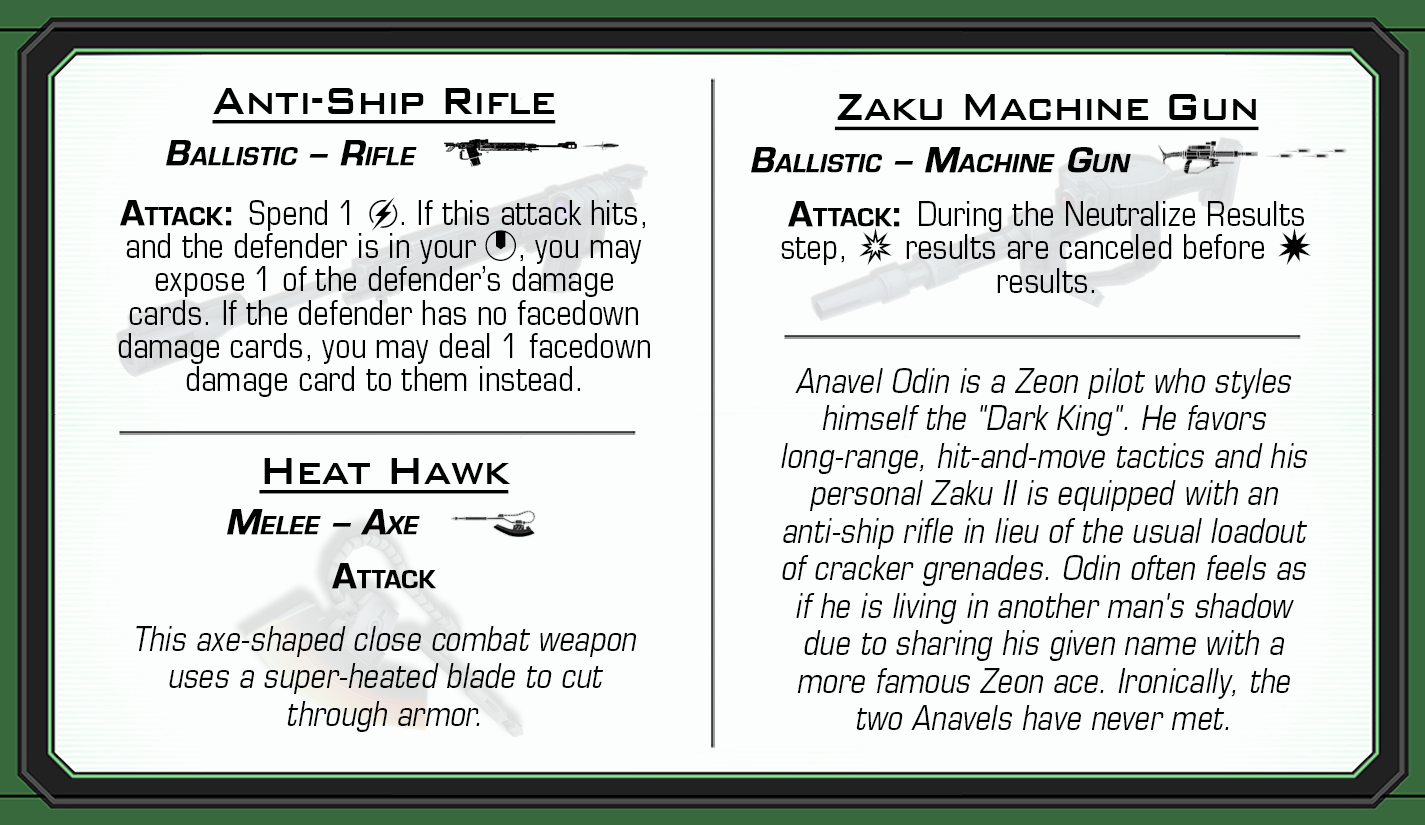 Anti-Ship Rifle
Ballistic – Rifle
Attack: Spend 1 . If this attack hits,
and the defender is in your , you may
expose 1 of the defender's damage
cards. If the defender has no facedown
damage cards, you may deal 1 facedown
damage card to them instead.
Heat Hawk
Melee – Axe
Attack
This axe-shaped close combat weapon
uses a super-heated blade to cut
through armor.
Zaku Machine Gun
Ballistic – Machine Gun
Attack: During the Neutralize Results
step, results are canceled before
results.
Anavel Odin is a Zeon pilot who styles
himself the "Dark King". He favors
long-range, hit-and-move tactics and his
personal Zaku II is equipped with an
anti-ship rifle in lieu of the usual loadout
of cracker grenades. Odin often feels as
if he is living in another man's shadow
due to sharing his given name with a
more famous Zeon ace. Ironically, the
two Anavels have never met.